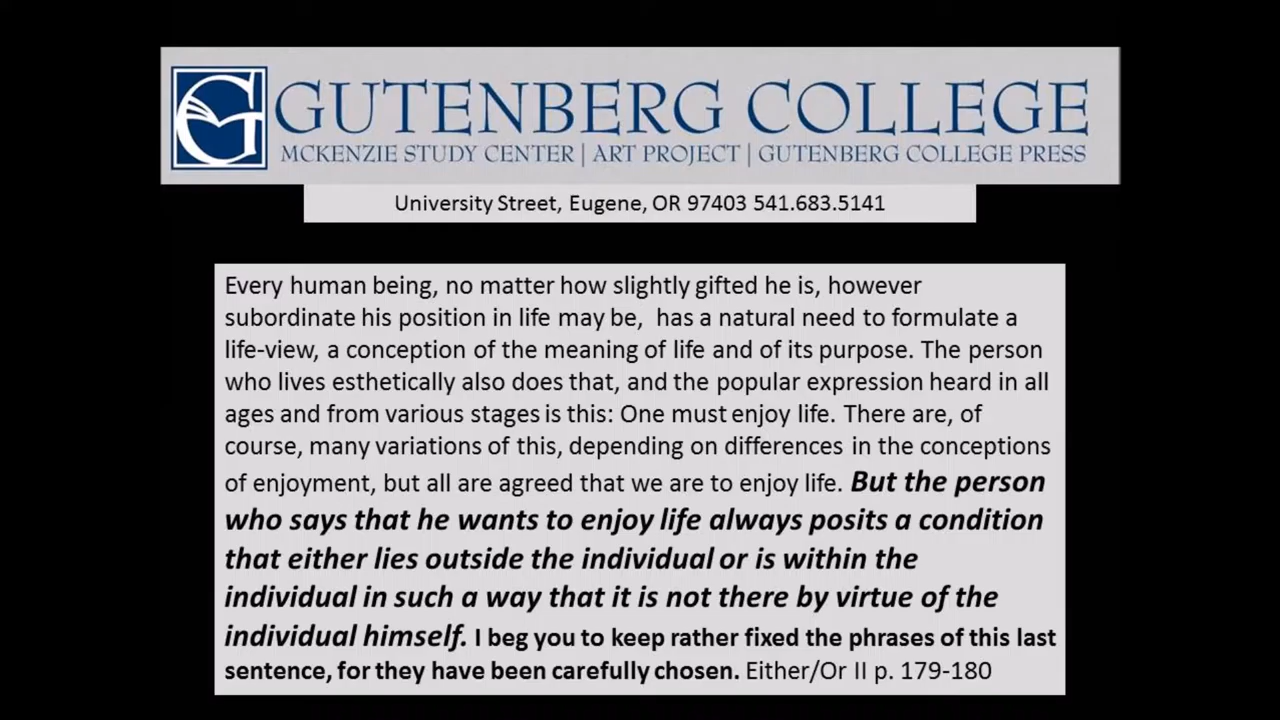 G GUTENBERG COLLEGE
MCKENZIE STUDY CENTER | ART PROJECT | GUTENBERG COLLEGE PRESS
University Street, Eugene, OR 97403 541.683.5141
Every human being, no matter how slightly gifted he is, however
subordinate his position in life may be, has a natural need to formulate a
life-view, a conception of the meaning of life and of its purpose. The person
who lives esthetically also does that, and the popular expression heard in all
ages and from various stages is this: One must enjoy life. There are, of
course, many variations of this, depending on differences in the conceptions
of enjoyment, but all are agreed that we are to enjoy life. But the person
who says that he wants to enjoy life always posits a condition
that either lies outside the individual or is within the
individual in such a way that it is not there by virtue of the
individual himself. I beg you to keep rather fixed the phrases of this last
sentence, for they have been carefully chosen. Either/Or II p. 179-180